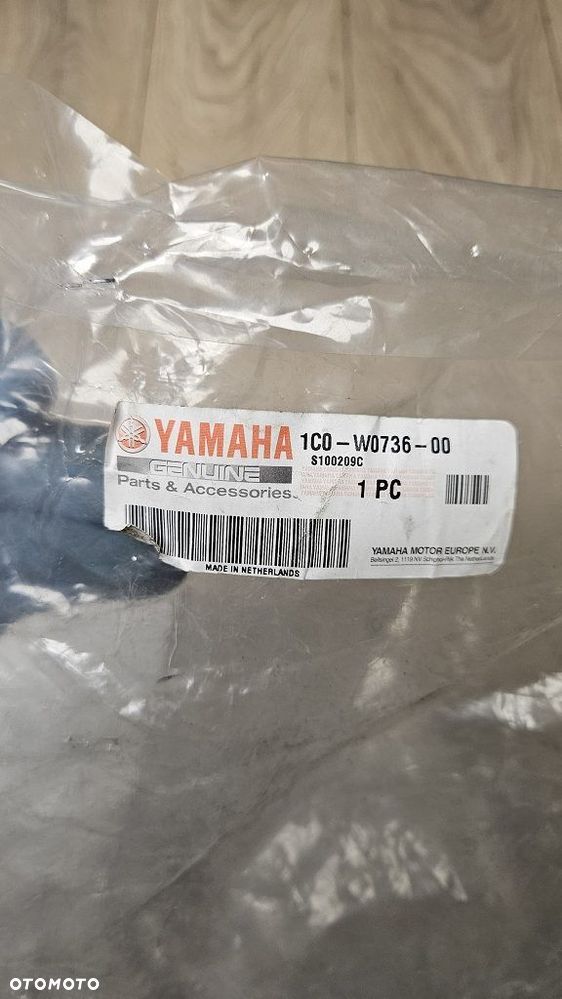 YAMAHA
GENUINE
Parts & Accessories
1C0-W0736-00
S100209C
1 PC
MADE IN NETHERLANDS
YAMAHA MOTOR EUROPE N.V.
OTOMOTO